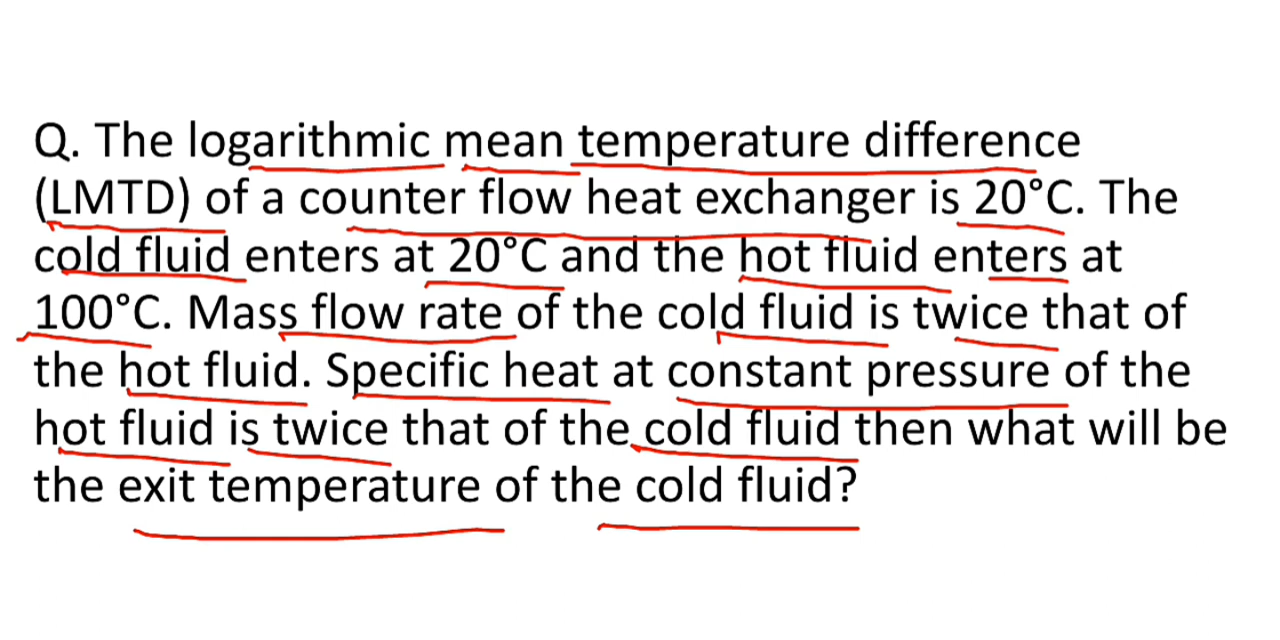 Q. The logarithmic mean temperature difference
(LMTD) of a counter flow heat exchanger is 20°C. The
cold fluid enters at 20°C and the hot fluid enters at
100°C. Mass flow rate of the cold fluid is twice that of
the hot fluid. Specific heat at constant pressure of the
hot fluid is twice that of the cold fluid then what will be
the exit temperature of the cold fluid?